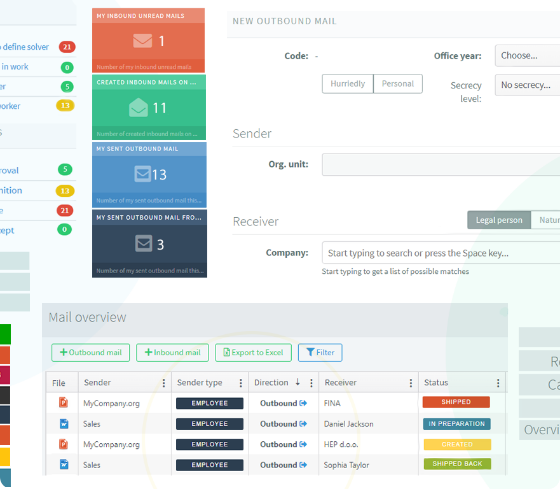 o define solver 21
in work 0
er 5
worker 13
S
roval 5
nition 13
e 21
cept 0
MY INBOUND UNREAD MAILS
1
Number of my inbound unread mails
CREATED INBOUND MAILS ON ...
11
Number of created inbound mails on ...
MY SENT OUTBOUND MAIL
13
Number of my sent outbound mail this...
MY SENT OUTBOUND MAIL FRO...
3
Number of my sent outbound mail this...
NEW OUTBOUND MAIL
Code: -
Office year: Choose...
Hurriedly Personal
Secrecy level: No secrecy...
Sender
Org. unit:
Receiver
Legal person Natur
Company: Start typing to search or press the Space key...
Start typing to get a list of possible matches
Mail overview
+Outbound mail +Inbound mail Export to Excel Filter
File Sender Sender type Direction ↓ Receiver Status
MyCompany.org EMPLOYEE Outbound FINA SHIPPED
Sales EMPLOYEE Outbound Daniel Jackson IN PREPARATION
MyCompany.org EMPLOYEE Outbound HEP d.o.o. CREATED
Sales EMPLOYEE Outbound Sophia Taylor SHIPPED BACK
Re
Ca
Overvi